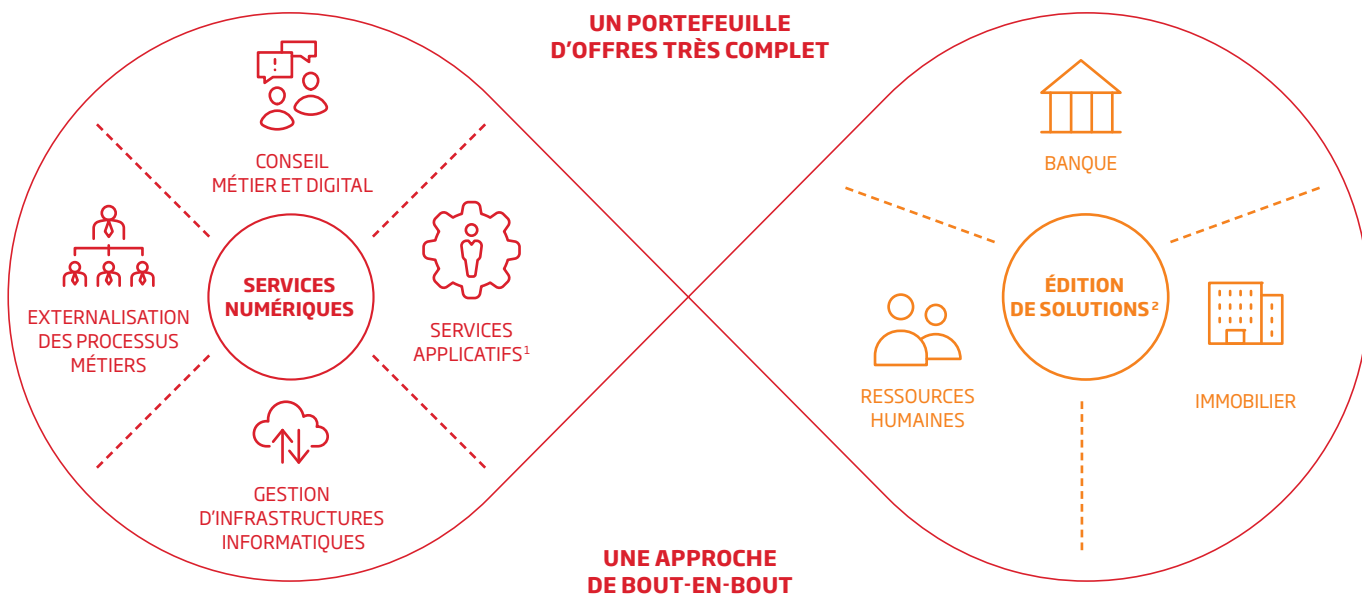 UN PORTEFEUILLE
D'OFFRES TRÈS COMPLET
CONSEIL
MÉTIER ET DIGITAL
EXTERNALISATION
DES PROCESSUS
MÉTIERS
SERVICES
NUMÉRIQUES
SERVICES
APPLICATIFS¹
GESTION
D'INFRASTRUCTURES
INFORMATIQUES
BANQUE
ÉDITION
DE SOLUTIONS²
RESSOURCES
HUMAINES
IMMOBILIER
UNE APPROCHE
DE BOUT-EN-BOUT